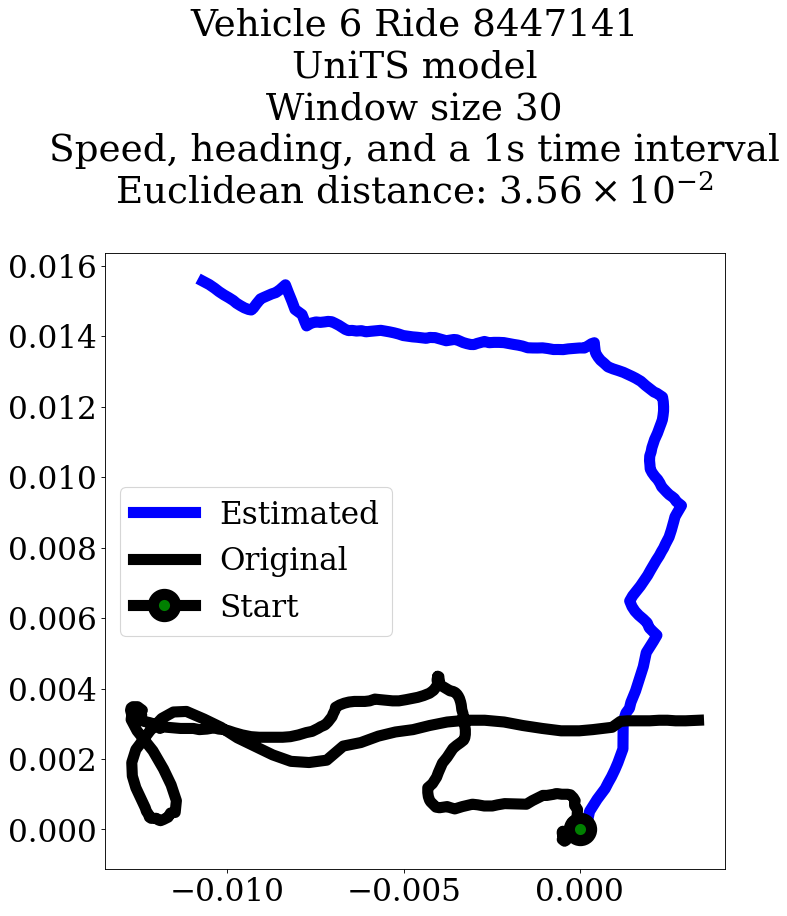 Vehicle 6 Ride 8447141
UniTS model
Window size 30
Speed, heading, and a 1s time interval
Euclidean distance: 3.56 × 10⁻²
0.016
0.014
0.012
0.010
0.008
0.006
0.004
0.002
0.000
Estimated
Original
Start
−0.010 −0.005 0.000